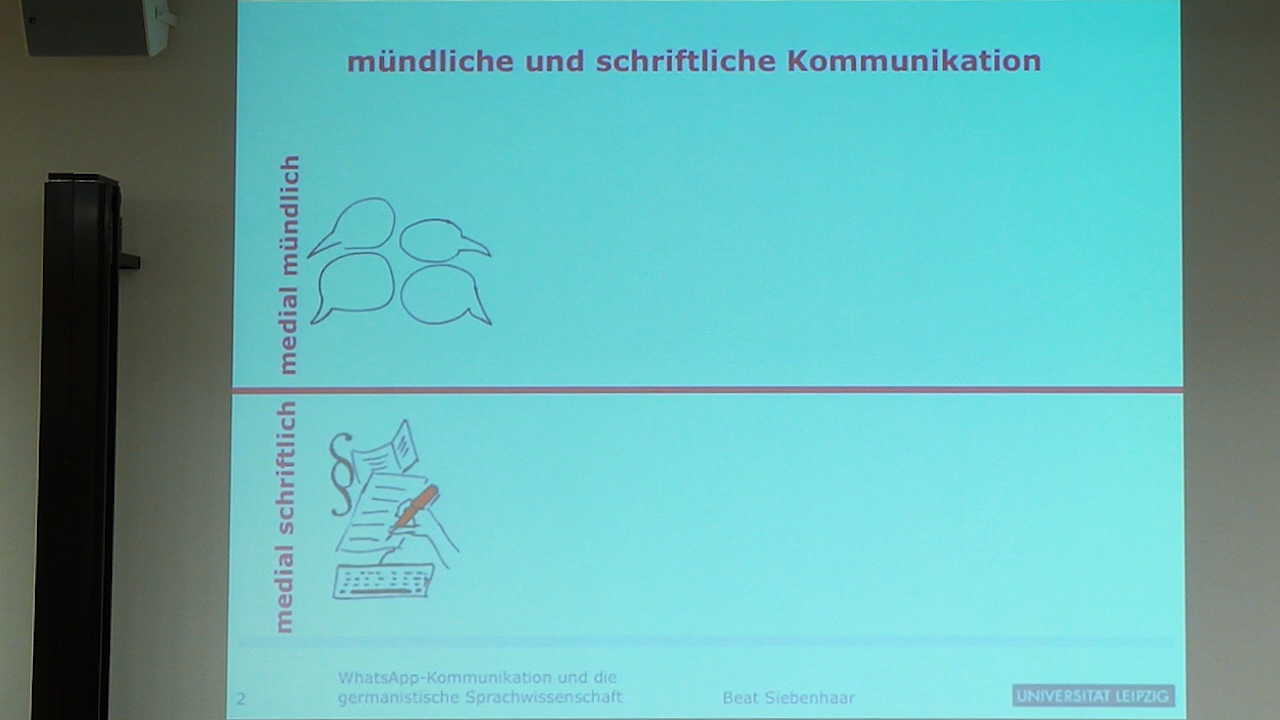 mündliche und schriftliche Kommunikation
medial mündlich
§
medial schriftlich
WhatsApp-Kommunikation und die
germanistische Sprachwissenschaft
2
Beat Siebenhaar
UNIVERSITÄT LEIPZIG